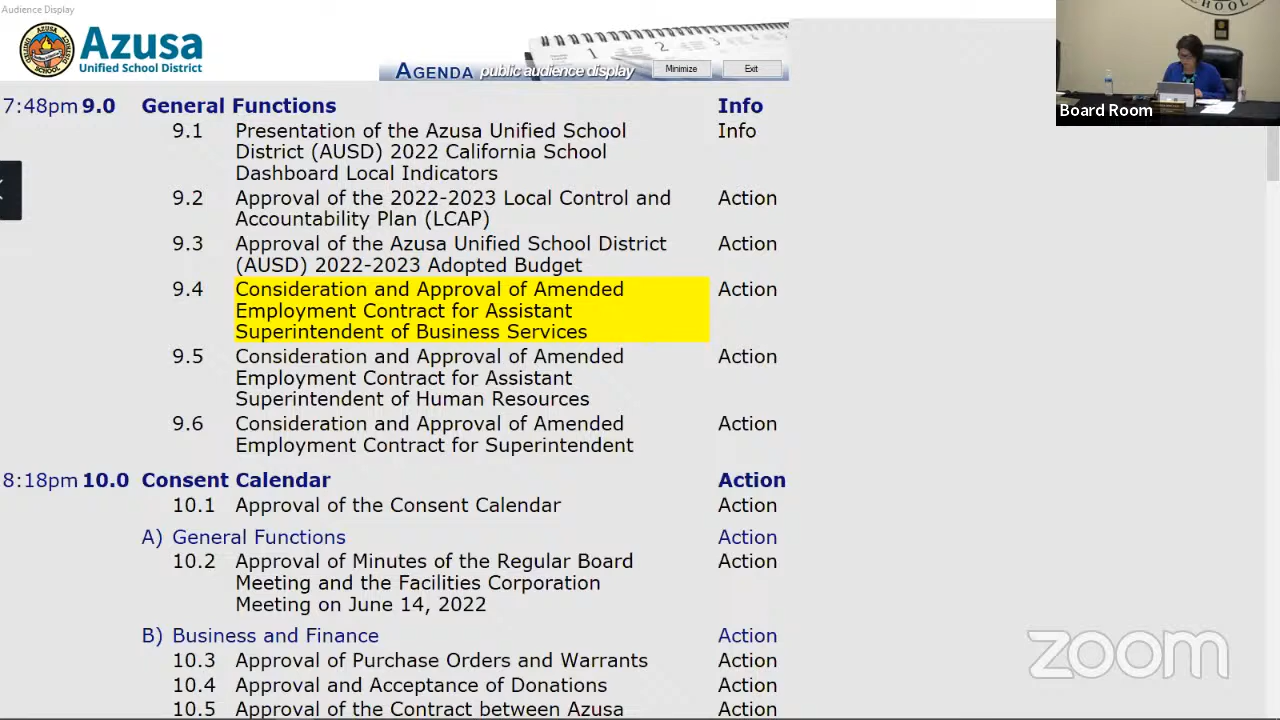 Audience Display
Azusa
Unified School District
AGENDA public audience display
Minimize
Exit
Board Room
7:48pm 9.0 General Functions Info
9.1 Presentation of the Azusa Unified School Info
District (AUSD) 2022 California School
Dashboard Local Indicators
9.2 Approval of the 2022-2023 Local Control and Action
Accountability Plan (LCAP)
9.3 Approval of the Azusa Unified School District Action
(AUSD) 2022-2023 Adopted Budget
9.4 Consideration and Approval of Amended Action
Employment Contract for Assistant
Superintendent of Business Services
9.5 Consideration and Approval of Amended Action
Employment Contract for Assistant
Superintendent of Human Resources
9.6 Consideration and Approval of Amended Action
Employment Contract for Superintendent
8:18pm 10.0 Consent Calendar Action
10.1 Approval of the Consent Calendar Action
A) General Functions Action
10.2 Approval of Minutes of the Regular Board Action
Meeting and the Facilities Corporation
Meeting on June 14, 2022
B) Business and Finance Action
10.3 Approval of Purchase Orders and Warrants Action
10.4 Approval and Acceptance of Donations Action
10.5 Approval of the Contract between Azusa Action
zoom